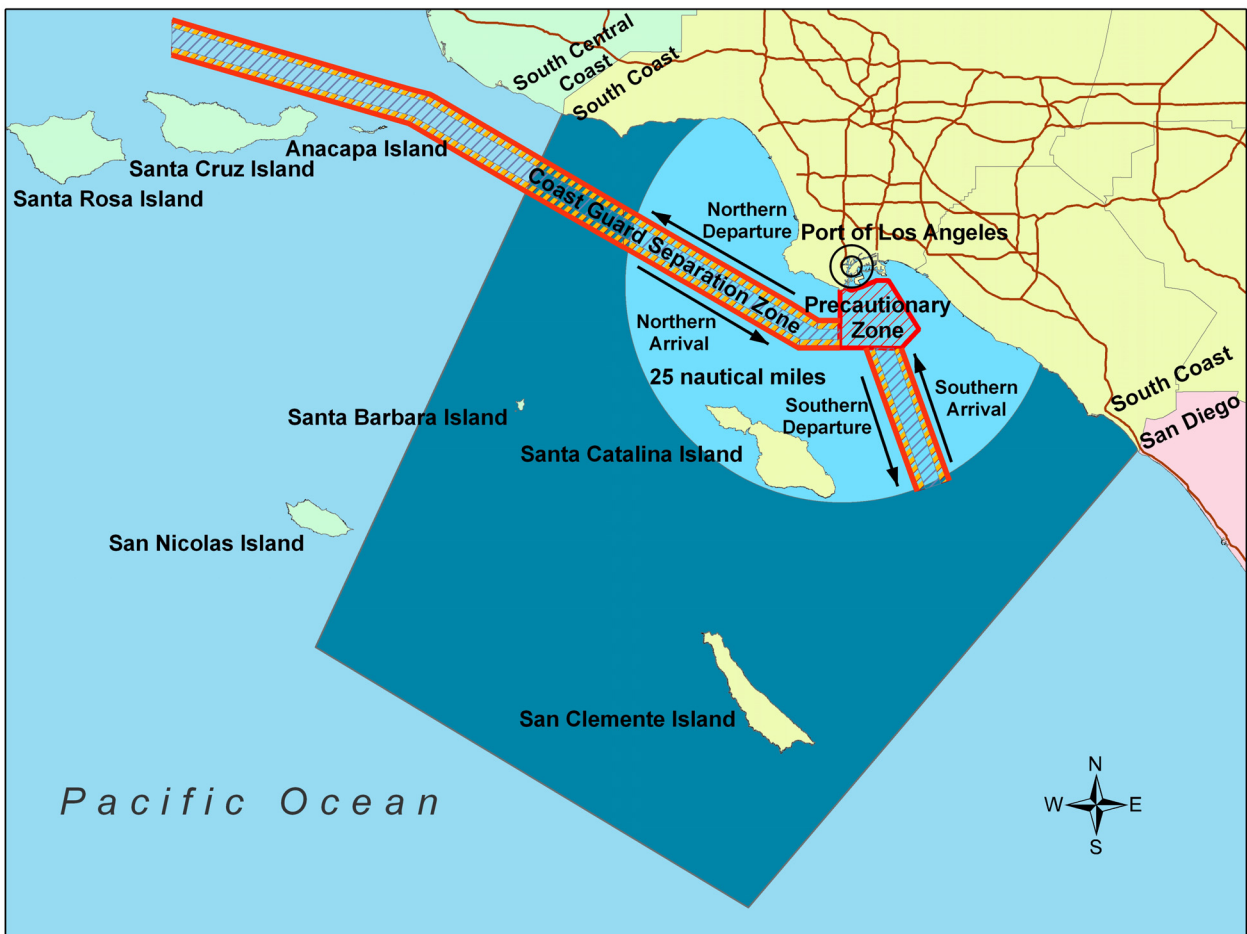 South Central
Coast
South Coast
Anacapa Island
Santa Cruz Island
Santa Rosa Island
Coast Guard Separation Zone
Northern
Departure
Port of Los Angeles
Precautionary
Zone
Northern
Arrival
25 nautical miles
Southern
Departure
Southern
Arrival
South Coast
San Diego
Santa Barbara Island
Santa Catalina Island
San Nicolas Island
San Clemente Island
Pacific Ocean
N
W
E
S